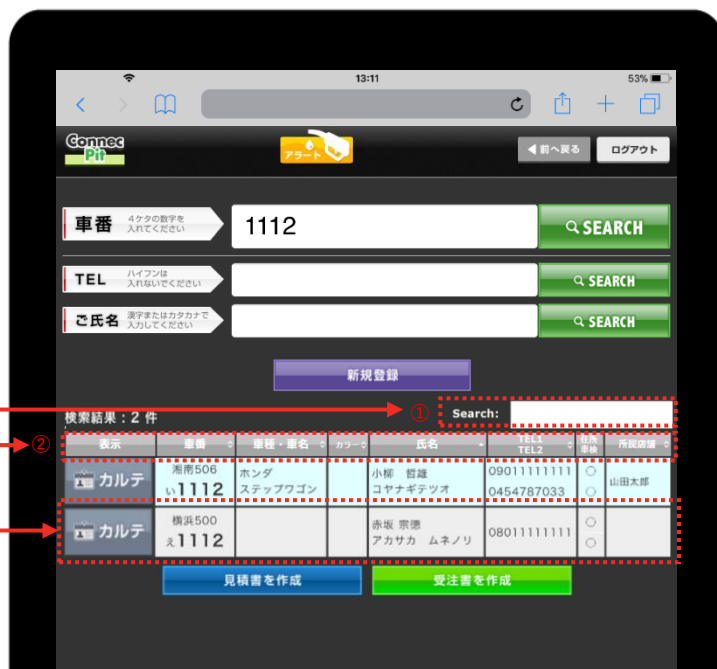 13:11
53%
Connec
Pit
アラート
前へ戻る
ログアウト
車番
4ケタの数字を
入れてください
1112
SEARCH
TEL
ハイフンは
入れないでください
SEARCH
ご氏名
漢字またはカタカナで
入力してください
SEARCH
新規登録
検索結果：2 件
① Search:
② 表示 車番 車種・車名 カラー 氏名 TEL1 TEL2 住所 車検 所属店舗
カルテ
湘南506
い1112
ホンダ
ステップワゴン
小柳 哲雄
コヤナギテツオ
09011111111
0454787033
○
○
山田太郎
カルテ
横浜500
え1112
赤坂 宗徳
アカサカ ムネノリ
08011111111
○
○
見積書を作成
受注書を作成